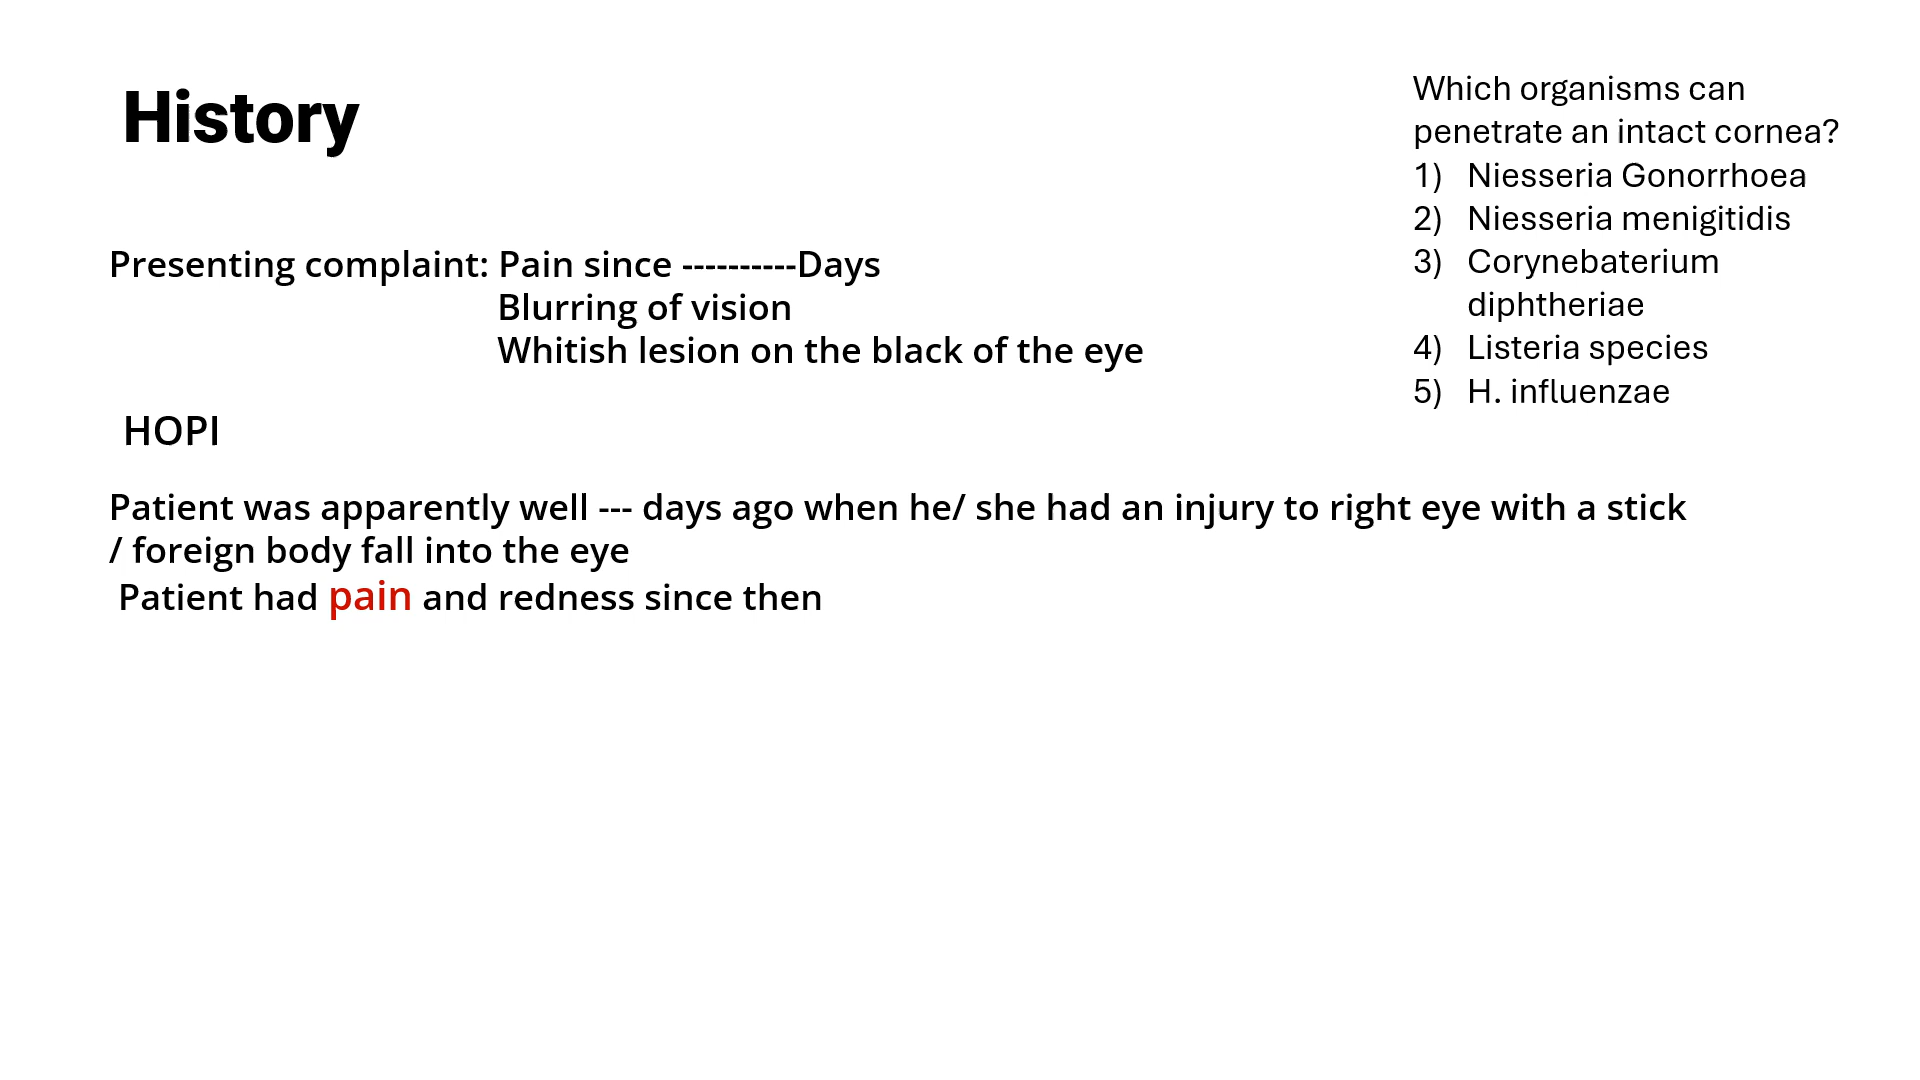 History
Which organisms can
penetrate an intact cornea?
1) Niesseria Gonorrhoea
2) Niesseria menigitidis
3) Corynebaterium
diphtheriae
4) Listeria species
5) H. influenzae
Presenting complaint: Pain since ----------Days
Blurring of vision
Whitish lesion on the black of the eye
HOPI
Patient was apparently well --- days ago when he/ she had an injury to right eye with a stick
/ foreign body fall into the eye
Patient had pain and redness since then